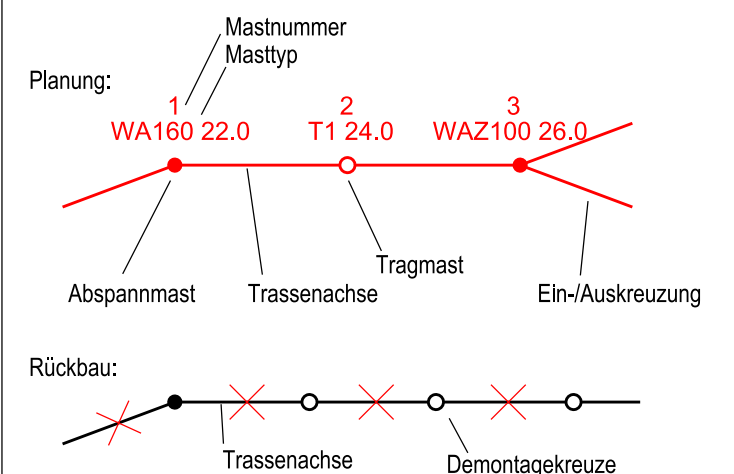 Mastnummer
Masttyp
Planung:
1 2 3
WA160 22.0 T1 24.0 WAZ100 26.0
Tragmast
Abspannmast Trassenachse Ein-/Auskreuzung
Rückbau:
Trassenachse Demontagekreuze